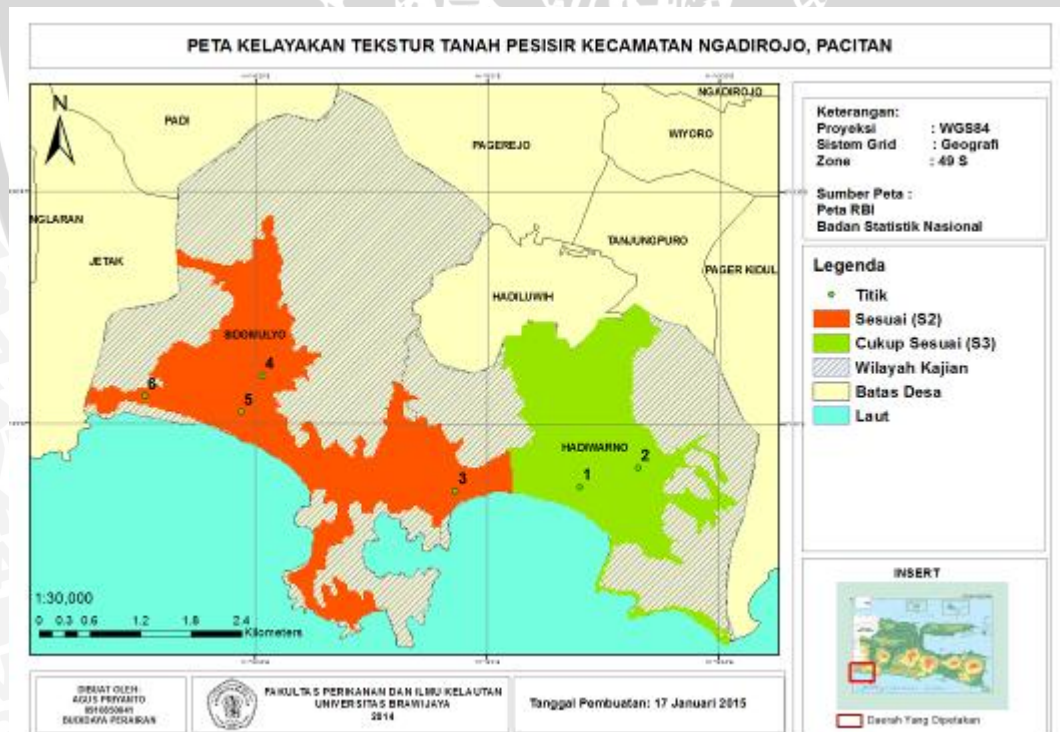 PETA KELAYAKAN TEKSTUR TANAH PESISIR KECAMATAN NGADIROJO, PACITAN
N
PADI
NGADIROJO
PAGEREJO
WIYORO
NGLARAN
JETAK
TANJUNGPURO
PAGER KIDUL
HADILUWIH
SIDOMULYO
4
6
5
HADIWARNO
2
3
1
1:30,000
0 0.3 0.6 1.2 1.8 2.4
Kilometers
Keterangan:
Proyeksi : WGS84
Sistem Grid : Geografi
Zone : 49 S
Sumber Peta :
Peta RBI
Badan Statistik Nasional
Legenda
Titik
Sesuai (S2)
Cukup Sesuai (S3)
Wilayah Kajian
Batas Desa
Laut
INSERT
Daerah Yang Dipetakan
DIBUAT OLEH :
AGUS PRIYANTO
BUDIDAYA PERAIRAN
FAKULTAS PERIKANAN DAN ILMU KELAUTAN
UNIVERSITAS BRAWIJAYA
2014
Tanggal Pembuatan: 17 Januari 2015